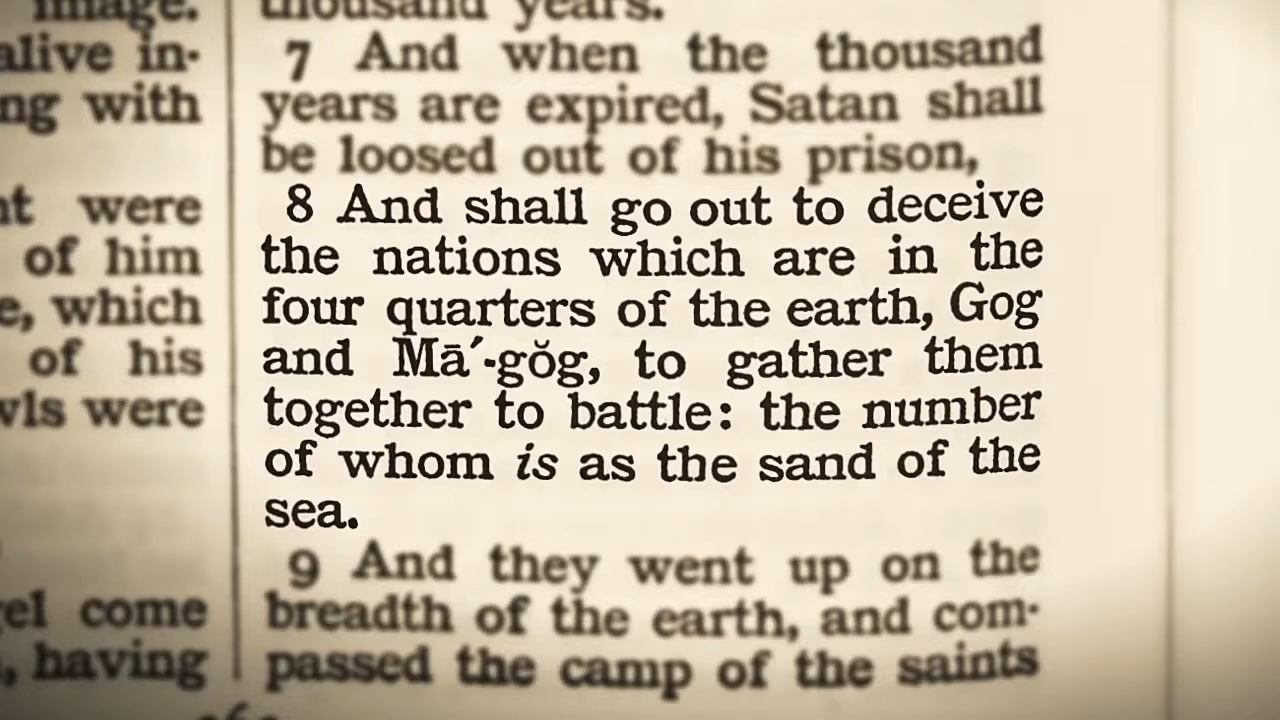 image.
alive in-
ng with
nt were
of him
e, which
of his
wls were
el come
, having
thousand years.
7 And when the thousand
years are expired, Satan shall
be loosed out of his prison,
8 And shall go out to deceive
the nations which are in the
four quarters of the earth, Gog
and Mā´-gŏg, to gather them
together to battle: the number
of whom is as the sand of the
sea.
9 And they went up on the
breadth of the earth, and com-
passed the camp of the saints